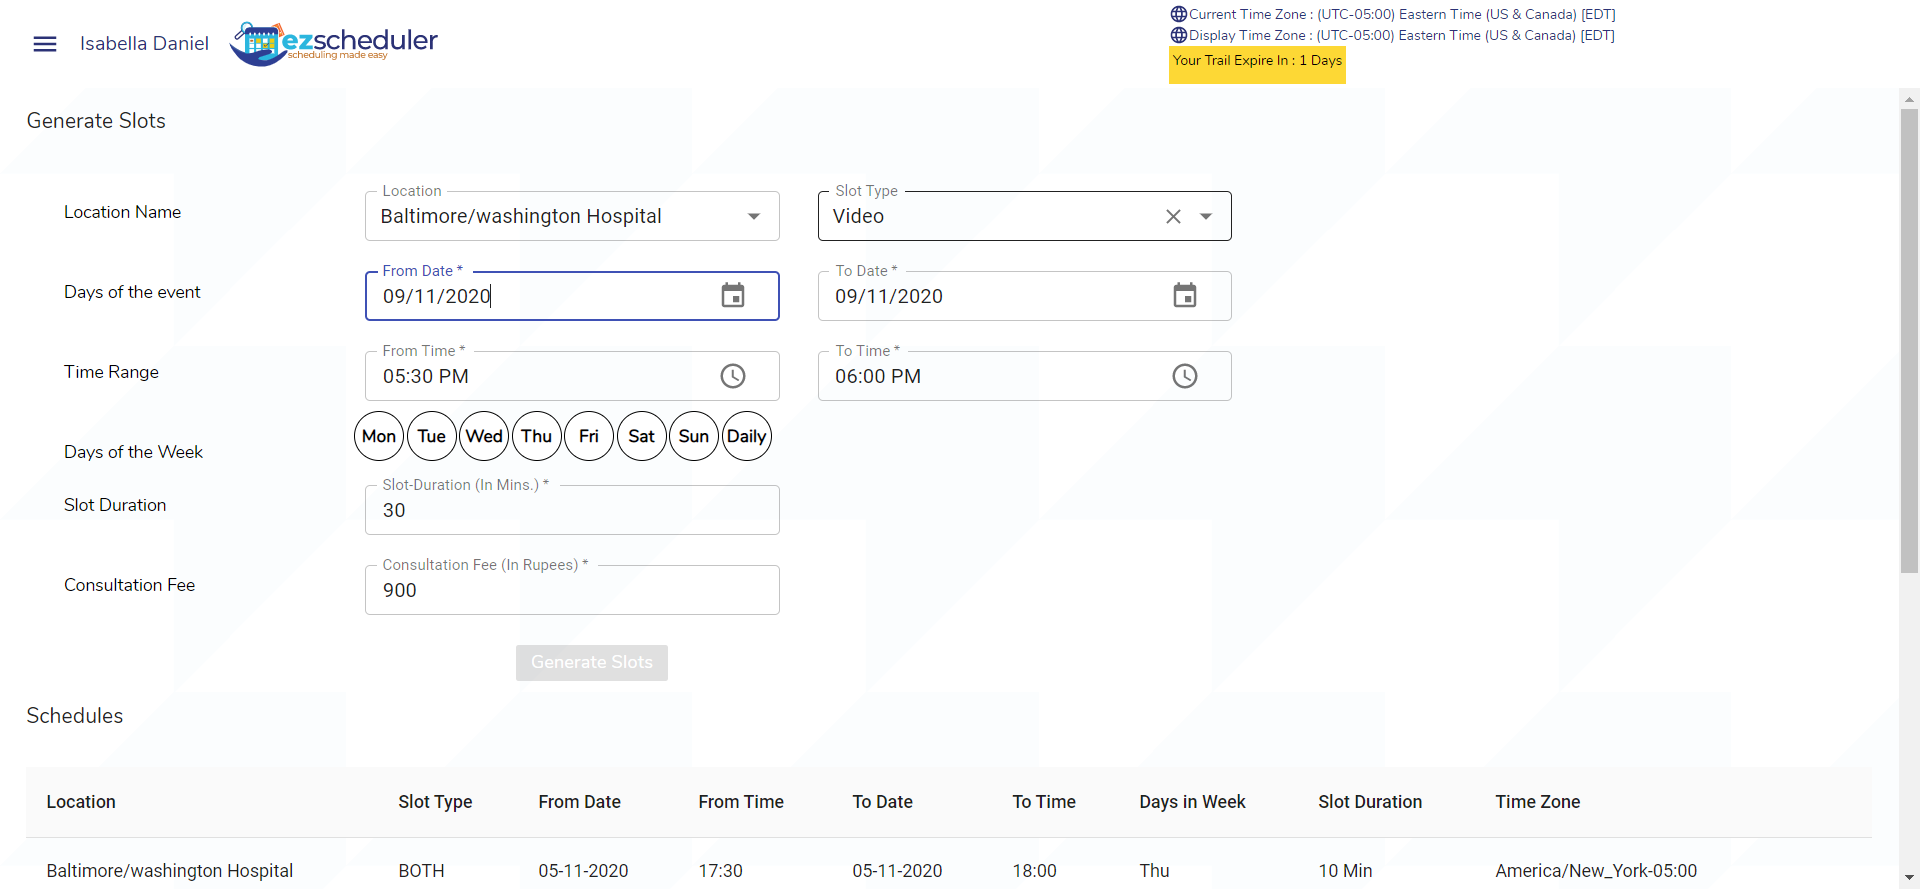 Isabella Daniel
ezscheduler
scheduling made easy
Current Time Zone : (UTC-05:00) Eastern Time (US & Canada) [EDT]
Display Time Zone : (UTC-05:00) Eastern Time (US & Canada) [EDT]
Your Trail Expire In : 1 Days
Generate Slots
Location Name
Location
Baltimore/washington Hospital
Slot Type
Video
Days of the event
From Date *
09/11/2020
To Date *
09/11/2020
Time Range
From Time *
05:30 PM
To Time *
06:00 PM
Days of the Week
Mon Tue Wed Thu Fri Sat Sun Daily
Slot Duration
Slot-Duration (In Mins.) *
30
Consultation Fee
Consultation Fee (In Rupees) *
900
Generate Slots
Schedules
Location Slot Type From Date From Time To Date To Time Days in Week Slot Duration Time Zone
Baltimore/washington Hospital BOTH 05-11-2020 17:30 05-11-2020 18:00 Thu 10 Min America/New_York-05:00